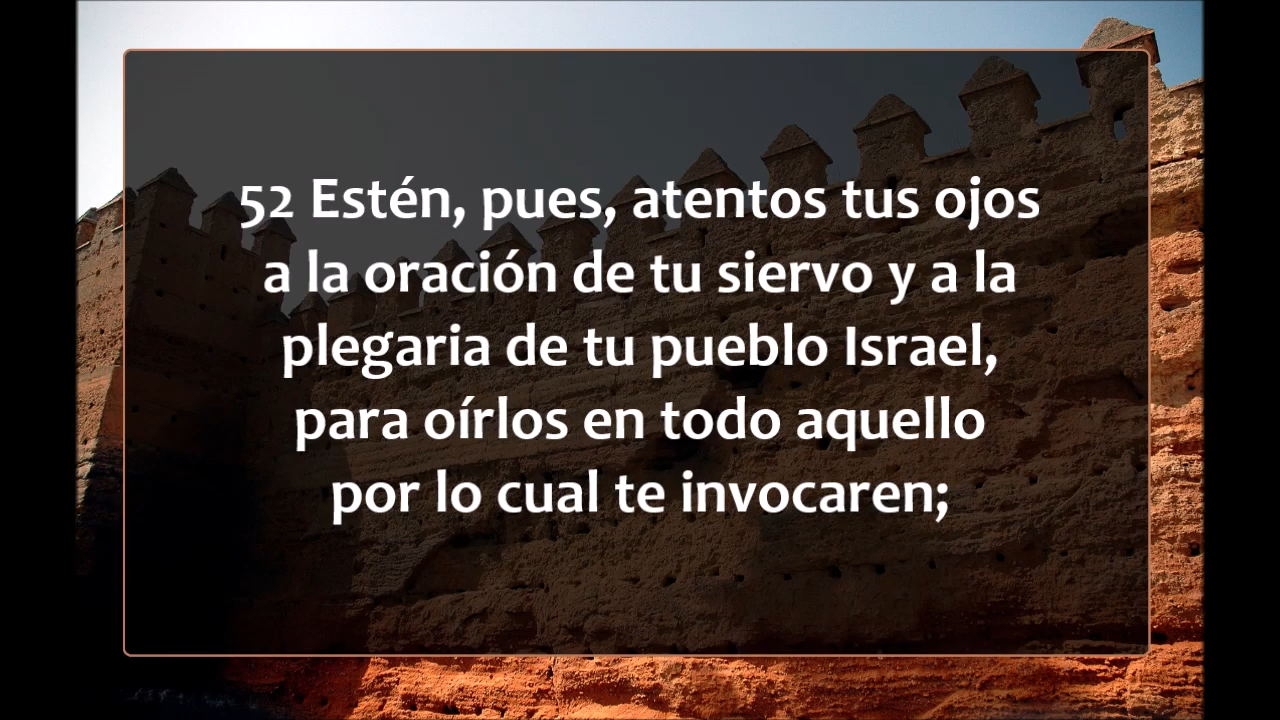 52 Estén, pues, atentos tus ojos
a la oración de tu siervo y a la
plegaria de tu pueblo Israel,
para oírlos en todo aquello
por lo cual te invocaren;